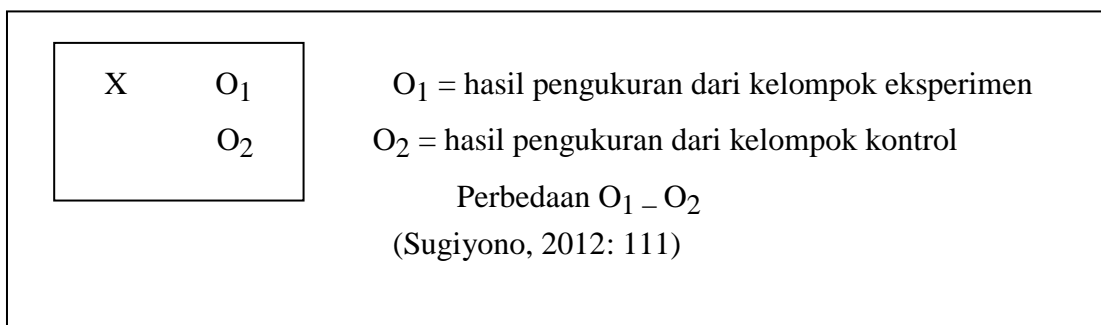 X O₁ O₁ = hasil pengukuran dari kelompok eksperimen
O₂ O₂ = hasil pengukuran dari kelompok kontrol
Perbedaan O₁ – O₂
(Sugiyono, 2012: 111)